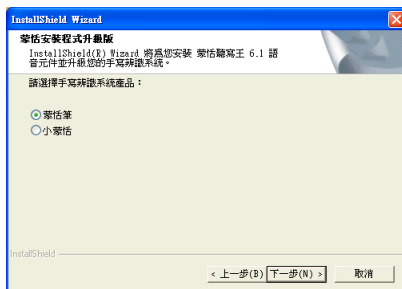 InstallShield Wizard
蒙恬安裝程式升級版
InstallShield(R) Wizard 將為您安裝 蒙恬聽寫王 6.1 語
音元件並升級您的手寫辨識系統。
請選擇手寫辨識系統產品：
蒙恬筆
小蒙恬
InstallShield
< 上一步(B)
下一步(N) >
取消